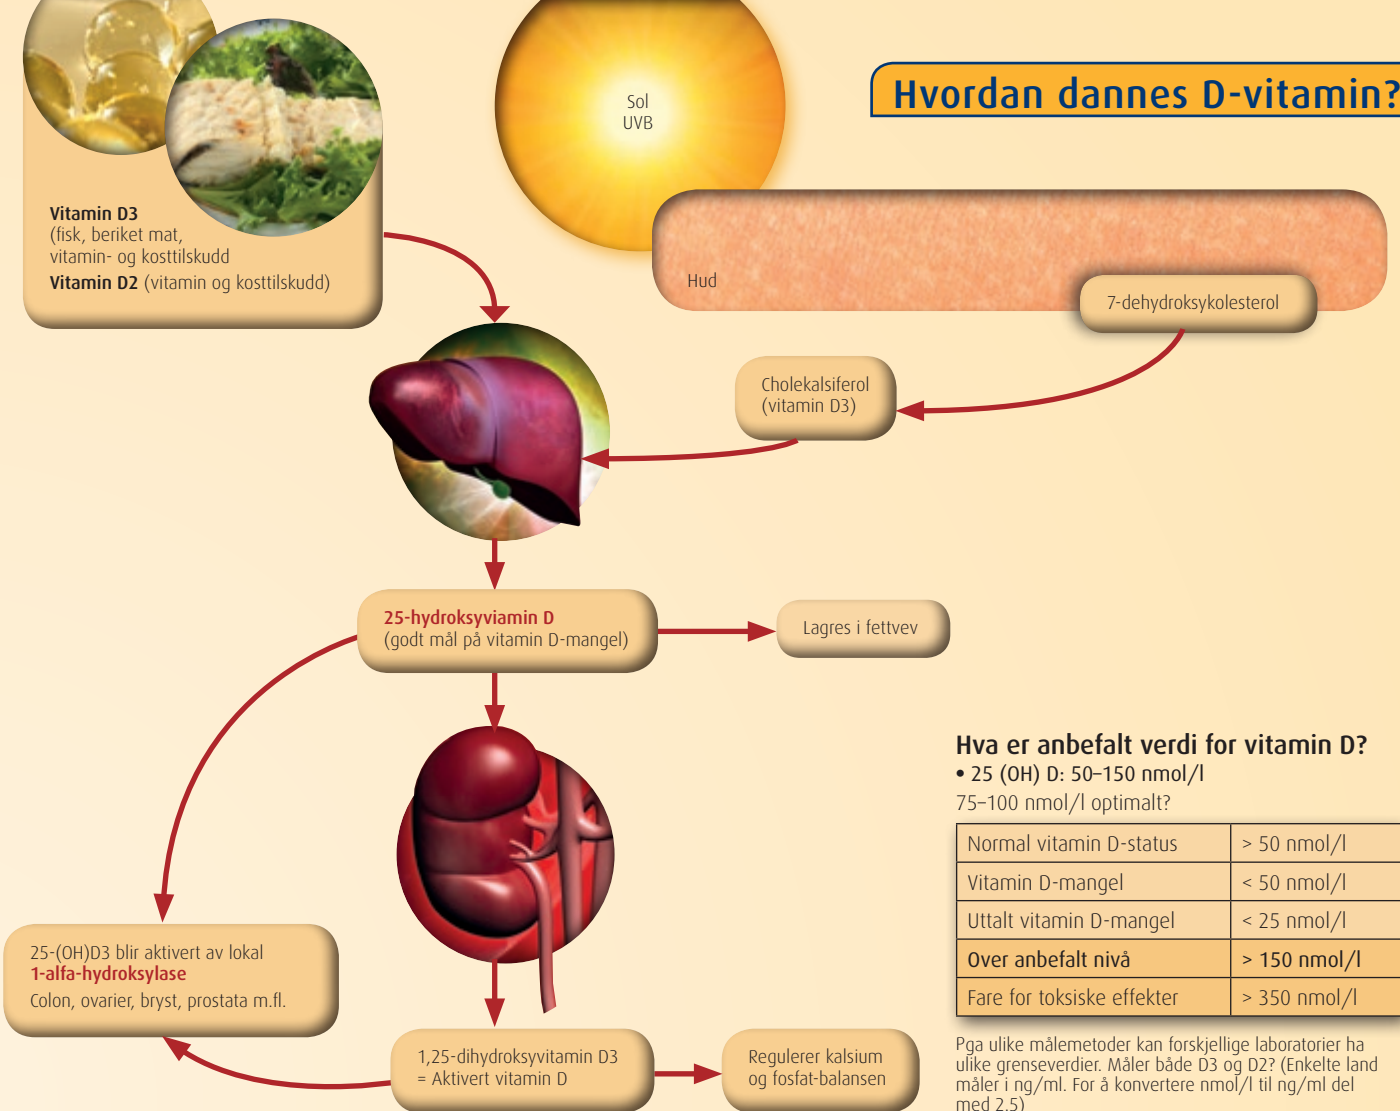 Hvordan dannes D-vitamin?
Sol
UVB
Vitamin D3
(fisk, beriket mat,
vitamin- og kosttilskudd
Vitamin D2 (vitamin og kosttilskudd)
Hud
7-dehydroksykolesterol
Cholekalsiferol
(vitamin D3)
25-hydroksyviamin D
(godt mål på vitamin D-mangel)
Lagres i fettvev
25-(OH)D3 blir aktivert av lokal
1-alfa-hydroksylase
Colon, ovarier, bryst, prostata m.fl.
1,25-dihydroksyvitamin D3
= Aktivert vitamin D
Regulerer kalsium
og fosfat-balansen
Hva er anbefalt verdi for vitamin D?
• 25 (OH) D: 50–150 nmol/l
75–100 nmol/l optimalt?
Normal vitamin D-status > 50 nmol/l
Vitamin D-mangel < 50 nmol/l
Uttalt vitamin D-mangel < 25 nmol/l
Over anbefalt nivå > 150 nmol/l
Fare for toksiske effekter > 350 nmol/l
Pga ulike målemetoder kan forskjellige laboratorier ha
ulike grenseverdier. Måler både D3 og D2? (Enkelte land
måler i ng/ml. For å konvertere nmol/l til ng/ml del
med 2,5)